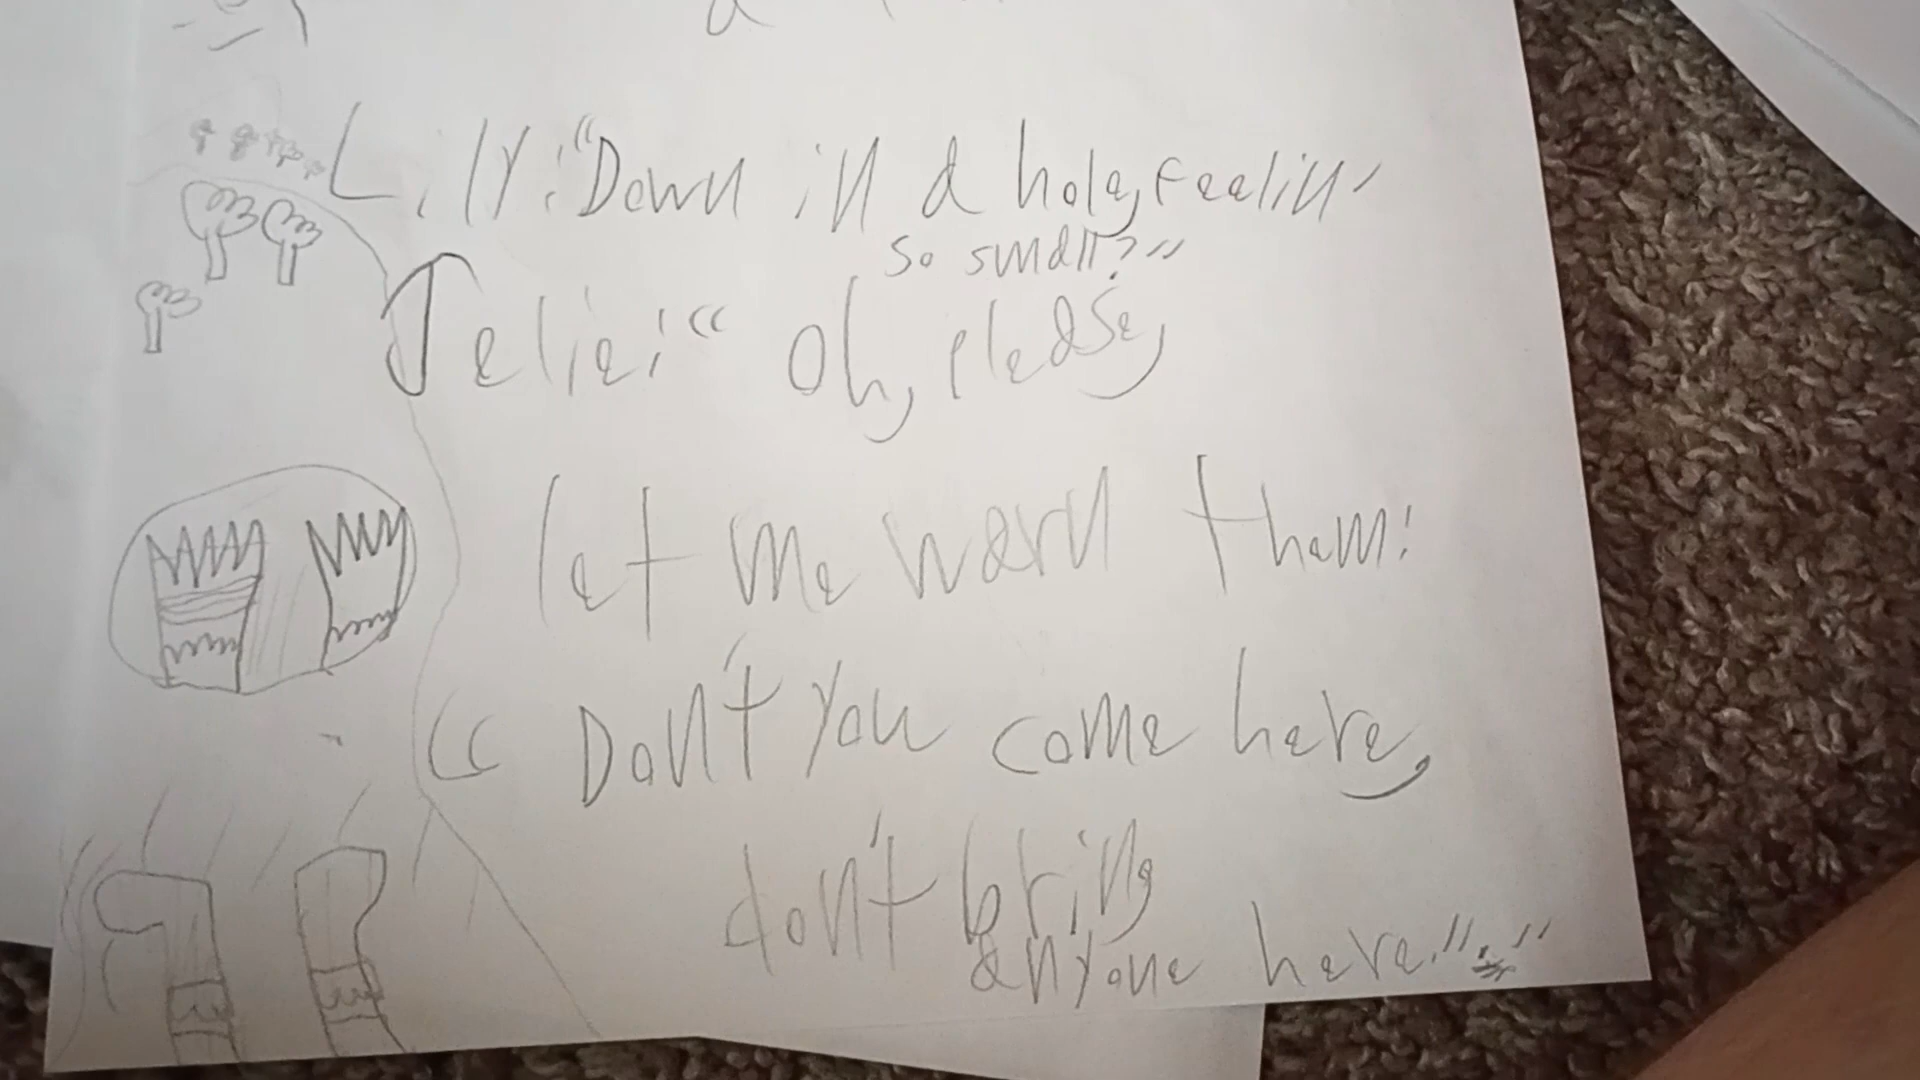 Lilly: "Down in a hole, feelin'
so small?"
Jelie: " Oh, please,
let me warn them:
" Don't you come here,
don't bring
anyone here."."